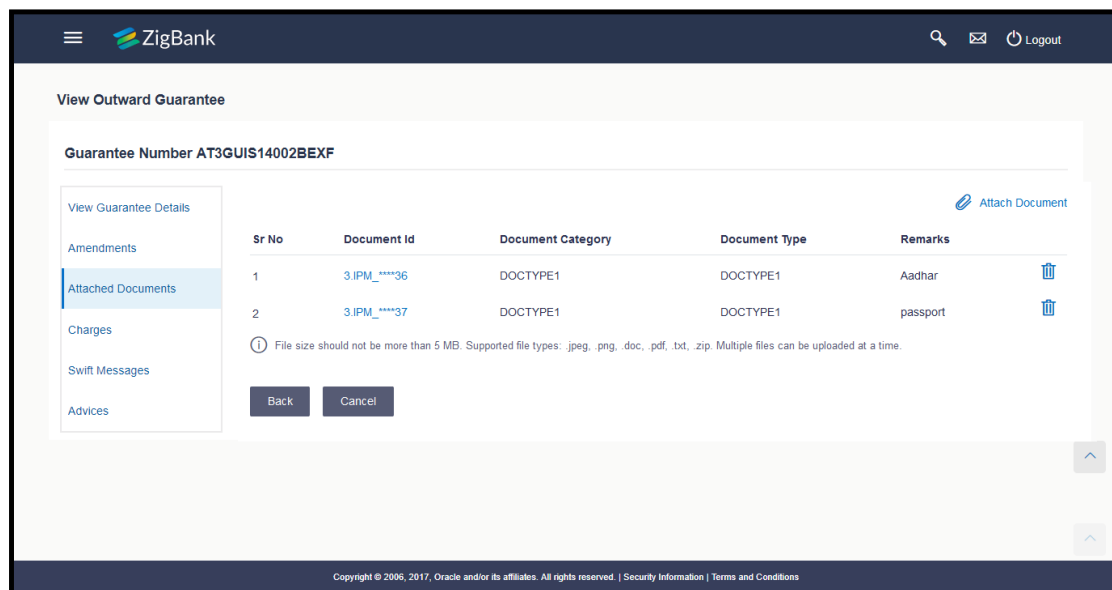 ZigBank
Logout
View Outward Guarantee
Guarantee Number AT3GUIS14002BEXF
View Guarantee Details
Amendments
Attached Documents
Charges
Swift Messages
Advices
Attach Document
Sr No Document Id Document Category Document Type Remarks
1 3.IPM_****36 DOCTYPE1 DOCTYPE1 Aadhar
2 3.IPM_****37 DOCTYPE1 DOCTYPE1 passport
i File size should not be more than 5 MB. Supported file types: .jpeg, .png, .doc, .pdf, .txt, .zip. Multiple files can be uploaded at a time.
Back Cancel
Copyright © 2006, 2017, Oracle and/or its affiliates. All rights reserved. | Security Information | Terms and Conditions